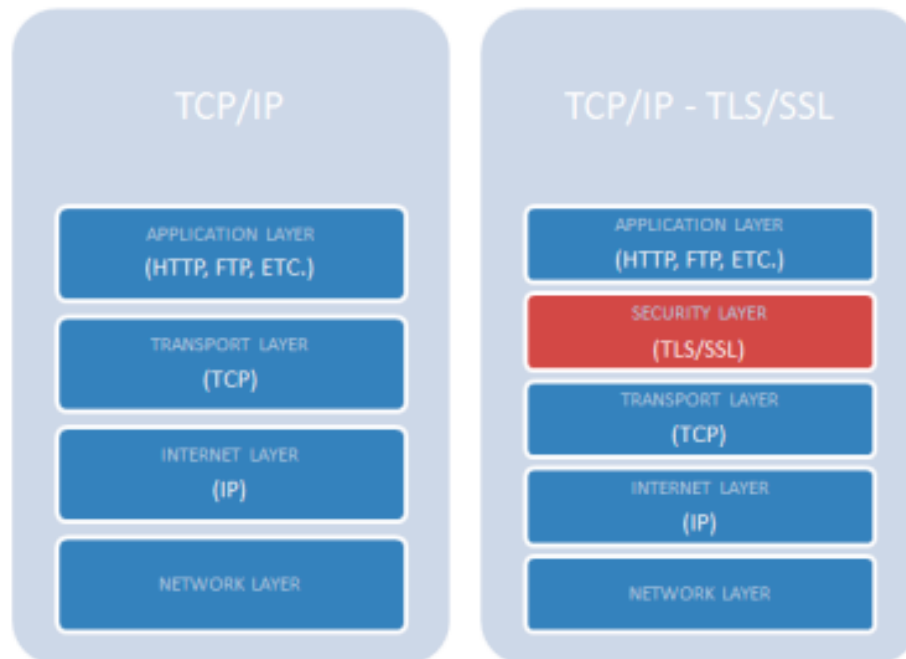 TCP/IP
APPLICATION LAYER
(HTTP, FTP, ETC.)
TRANSPORT LAYER
(TCP)
INTERNET LAYER
(IP)
NETWORK LAYER
TCP/IP - TLS/SSL
APPLICATION LAYER
(HTTP, FTP, ETC.)
SECURITY LAYER
(TLS/SSL)
TRANSPORT LAYER
(TCP)
INTERNET LAYER
(IP)
NETWORK LAYER